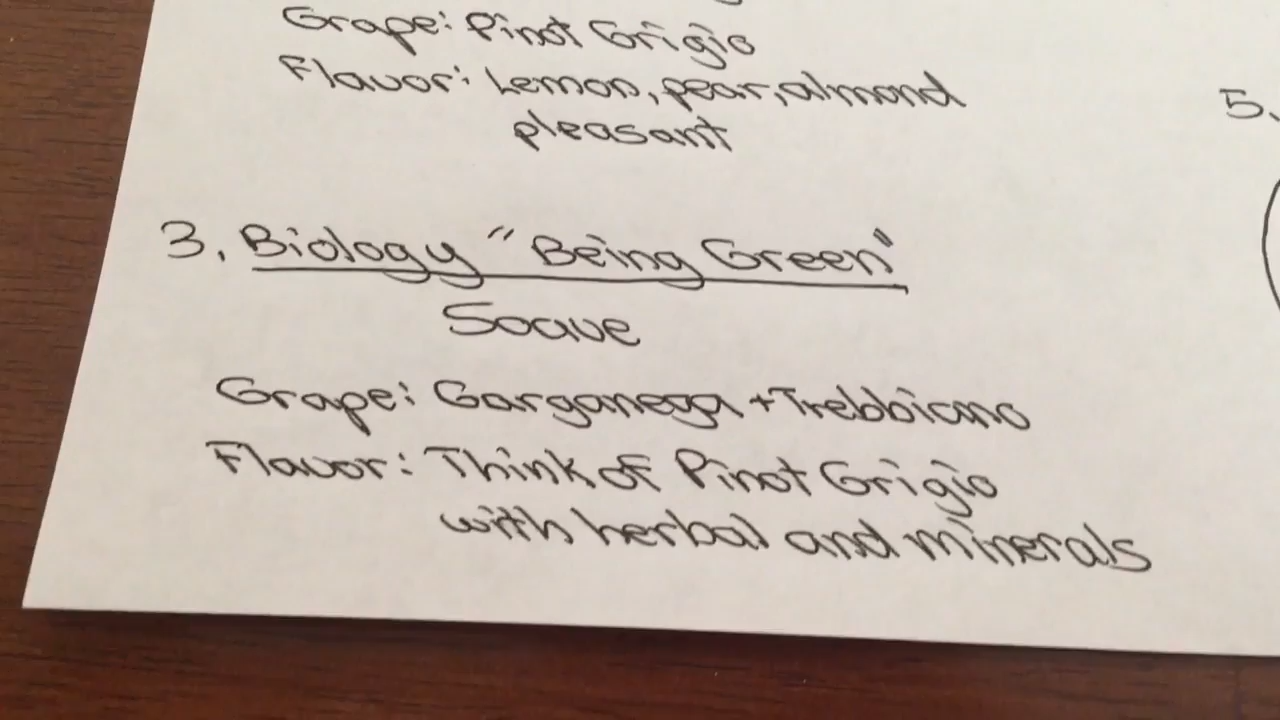 Grape: Pinot Grigio
Flavor: Lemon, pear, almond
pleasant
3. Biology "Being Green"
Soave
Grape: Garganega + Trebbiano
Flavor: Think of Pinot Grigio
with herbal and minerals
5.